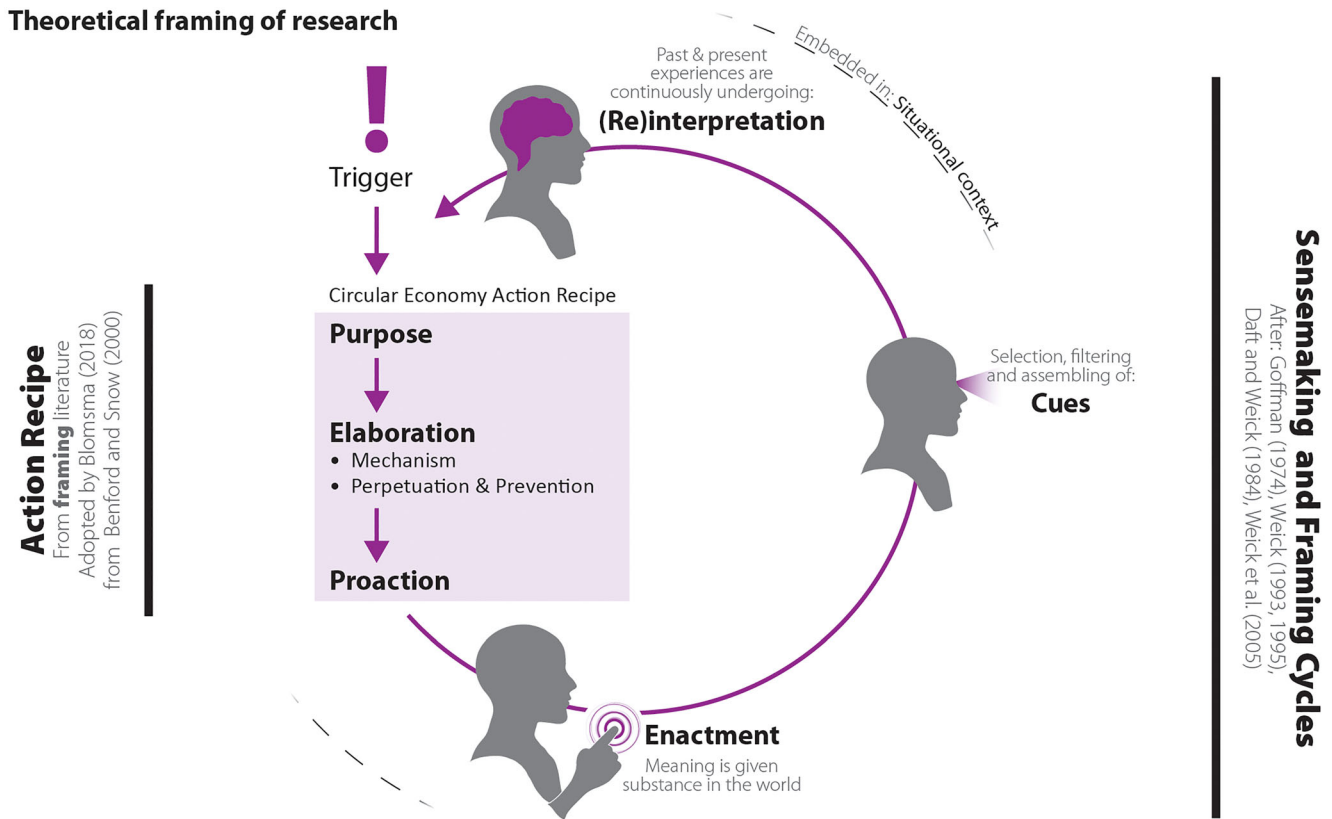 Theoretical framing of research
Past & present
experiences are
continuously undergoing:
(Re)interpretation
Embedded in: Situational context
Trigger
Circular Economy Action Recipe
Purpose
Elaboration
• Mechanism
• Perpetuation & Prevention
Proaction
Selection, filtering
and assembling of:
Cues
Enactment
Meaning is given
substance in the world
Action Recipe
From framing literature
Adopted by Blomsma (2018)
from Benford and Snow (2000)
Sensemaking and Framing Cycles
After: Goffman (1974), Weick (1993, 1995),
Daft and Weick (1984), Weick et al. (2005)